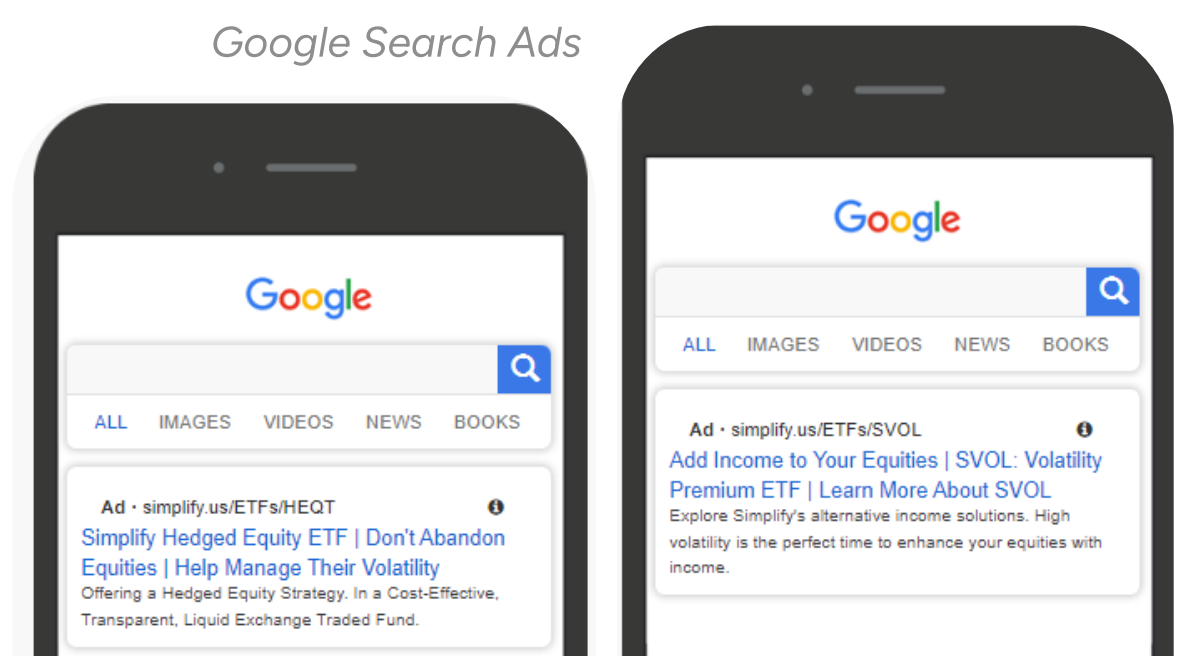 Google Search Ads
Google
ALL IMAGES VIDEOS NEWS BOOKS
Ad · simplify.us/ETFs/HEQT
Simplify Hedged Equity ETF | Don't Abandon
Equities | Help Manage Their Volatility
Offering a Hedged Equity Strategy. In a Cost-Effective,
Transparent, Liquid Exchange Traded Fund.
Google
ALL IMAGES VIDEOS NEWS BOOKS
Ad · simplify.us/ETFs/SVOL
Add Income to Your Equities | SVOL: Volatility
Premium ETF | Learn More About SVOL
Explore Simplify's alternative income solutions. High
volatility is the perfect time to enhance your equities with
income.